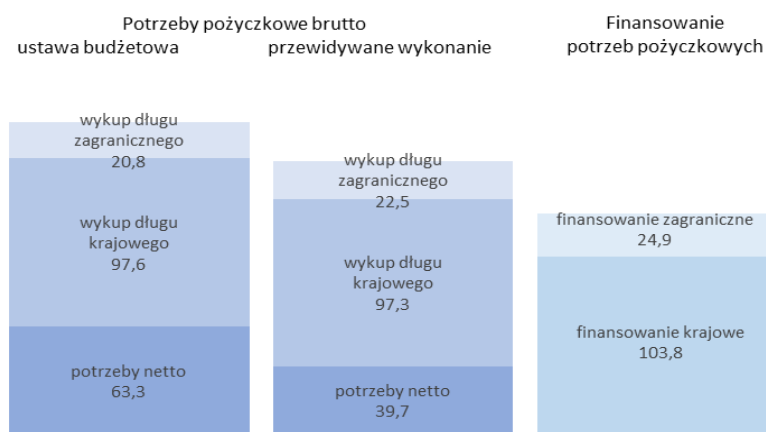 Potrzeby pożyczkowe brutto
ustawa budżetowa
przewidywane wykonanie
Finansowanie
potrzeb pożyczkowych
wykup długu
zagranicznego
20,8
wykup długu
krajowego
97,6
potrzeby netto
63,3
wykup długu
zagranicznego
22,5
wykup długu
krajowego
97,3
potrzeby netto
39,7
finansowanie zagraniczne
24,9
finansowanie krajowe
103,8